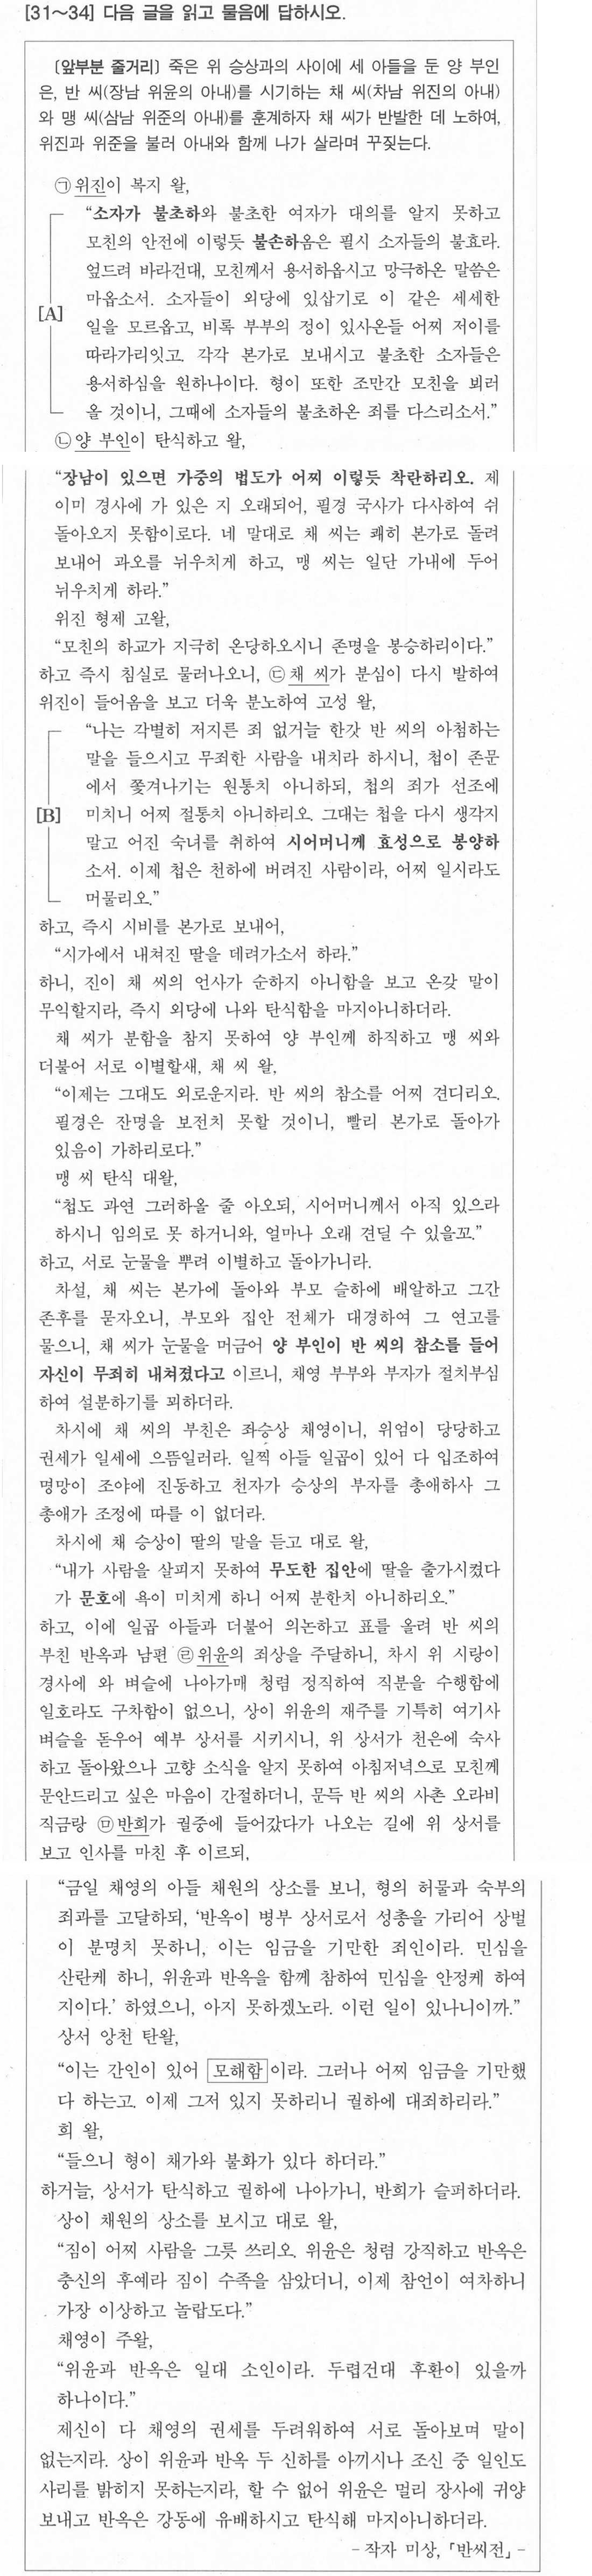 [31~34] 다음 글을 읽고 물음에 답하시오.
〔앞부분 줄거리〕 죽은 위 승상과의 사이에 세 아들을 둔 양 부인
은, 반 씨(장남 위윤의 아내)를 시기하는 채 씨(차남 위진의 아내)
와 맹 씨(삼남 위준의 아내)를 훈계하자 채 씨가 반발한 데 노하여,
위진과 위준을 불러 아내와 함께 나가 살라며 꾸짖는다.
㉠위진이 복지 왈,
“소자가 불초하와 불초한 여자가 대의를 알지 못하고
모친의 안전에 이렇듯 불손하옴은 필시 소자들의 불효라.
엎드려 바라건대, 모친께서 용서하옵시고 망극하온 말씀은
마옵소서. 소자들이 외당에 있삽기로 이 같은 세세한
[A]
일을 모르옵고, 비록 부부의 정이 있사온들 어찌 저이를
따라가리잇고. 각각 본가로 보내시고 불초한 소자들은
용서하심을 원하나이다. 형이 또한 조만간 모친을 뵈러
올 것이니, 그때에 소자들의 불초하온 죄를 다스리소서.”
㉡양 부인이 탄식하고 왈,
“장남이 있으면 가중의 법도가 어찌 이렇듯 착란하리오. 제
이미 경사에 가 있은 지 오래되어, 필경 국사가 다사하여 쉬
돌아오지 못함이로다. 네 말대로 채 씨는 쾌히 본가로 돌려
보내어 과오를 뉘우치게 하고, 맹 씨는 일단 가내에 두어
뉘우치게 하라.”
위진 형제 고왈,
“모친의 하교가 지극히 온당하오시니 존명을 봉승하리이다.”
하고 즉시 침실로 물러나오니, ㉢채 씨가 분심이 다시 발하여
위진이 들어옴을 보고 더욱 분노하여 고성 왈,
“나는 각별히 저지른 죄 없거늘 한갓 반 씨의 아첨하는
말을 들으시고 무죄한 사람을 내치라 하시니, 첩이 존문
에서 쫓겨나기는 원통치 아니하되, 첩의 죄가 선조에
[B]
미치니 어찌 절통치 아니하리오. 그대는 첩을 다시 생각지
말고 어진 숙녀를 취하여 시어머니께 효성으로 봉양하
소서. 이제 첩은 천하에 버려진 사람이라, 어찌 일시라도
머물리오.”
하고, 즉시 시비를 본가로 보내어,
“시가에서 내쳐진 딸을 데려가소서 하라.”
하니, 진이 채 씨의 언사가 순하지 아니함을 보고 온갖 말이
무익할지라, 즉시 외당에 나와 탄식함을 마지아니하더라.
채 씨가 분함을 참지 못하여 양 부인께 하직하고 맹 씨와
더불어 서로 이별할새, 채 씨 왈,
“이제는 그대도 외로운지라. 반 씨의 참소를 어찌 견디리오.
필경은 잔명을 보전치 못할 것이니, 빨리 본가로 돌아가
있음이 가하리로다.”
맹 씨 탄식 대왈,
“첩도 과연 그러하올 줄 아오되, 시어머니께서 아직 있으라
하시니 임의로 못 하거니와, 얼마나 오래 견딜 수 있을꼬.”
하고, 서로 눈물을 뿌려 이별하고 돌아가니라.
차설, 채 씨는 본가에 돌아와 부모 슬하에 배알하고 그간
존후를 묻자오니, 부모와 집안 전체가 대경하여 그 연고를
물으니, 채 씨가 눈물을 머금어 양 부인이 반 씨의 참소를 들어
자신이 무죄히 내쳐졌다고 이르니, 채영 부부와 부자가 절치부심
하여 설분하기를 꾀하더라.
차시에 채 씨의 부친은 좌승상 채영이니, 위엄이 당당하고
권세가 일세에 으뜸일러라. 일찍 아들 일곱이 있어 다 입조하여
명망이 조야에 진동하고 천자가 승상의 부자를 총애하사 그
총애가 조정에 따를 이 없더라.
차시에 채 승상이 딸의 말을 듣고 대로 왈,
“내가 사람을 살피지 못하여 무도한 집안에 딸을 출가시켰다
가 문호에 욕이 미치게 하니 어찌 분한치 아니하리오.”
하고, 이에 일곱 아들과 더불어 의논하고 표를 올려 반 씨의
부친 반옥과 남편 ㉣위윤의 죄상을 주달하니, 차시 위 시랑이
경사에 와 벼슬에 나아가매 청렴 정직하여 직분을 수행함에
일호라도 구차함이 없으니, 상이 위윤의 재주를 기특히 여기사
벼슬을 돋우어 예부 상서를 시키시니, 위 상서가 천은에 숙사
하고 돌아왔으나 고향 소식을 알지 못하여 아침저녁으로 모친께
문안드리고 싶은 마음이 간절하더니, 문득 반 씨의 사촌 오라비
직금랑 ㉤반희가 궐중에 들어갔다가 나오는 길에 위 상서를
보고 인사를 마친 후 이르되,
“금일 채영의 아들 채원의 상소를 보니, 형의 허물과 숙부의
죄과를 고달하되, ‘반옥이 병부 상서로서 성총을 가리어 상벌
이 분명치 못하니, 이는 임금을 기만한 죄인이라. 민심을
산란케 하니, 위윤과 반옥을 함께 참하여 민심을 안정케 하여
지이다.’ 하였으니, 아지 못하겠노라. 이런 일이 있나니이까.”
상서 앙천 탄왈,
“이는 간인이 있어 모해함이라. 그러나 어찌 임금을 기만했
다 하는고. 이제 그저 있지 못하리니 궐하에 대죄하리라.”
희 왈,
“들으니 형이 채가와 불화가 있다 하더라.”
하거늘, 상서가 탄식하고 궐하에 나아가니, 반희가 슬퍼하더라.
상이 채원의 상소를 보시고 대로 왈,
“짐이 어찌 사람을 그릇 쓰리오. 위윤은 청렴 강직하고 반옥은
충신의 후예라 짐이 수족을 삼았더니, 이제 참언이 여차하니
가장 이상하고 놀랍도다.”
채영이 주왈,
“위윤과 반옥은 일대 소인이라. 두렵건대 후환이 있을까
하나이다.”
제신이 다 채영의 권세를 두려워하여 서로 돌아보며 말이
없는지라. 상이 위윤과 반옥 두 신하를 아끼시나 조신 중 일인도
사리를 밝히지 못하는지라, 할 수 없어 위윤은 멀리 장사에 귀양
보내고 반옥은 강동에 유배하시고 탄식해 마지아니하더라.
- 작자 미상, 「반씨전」 -